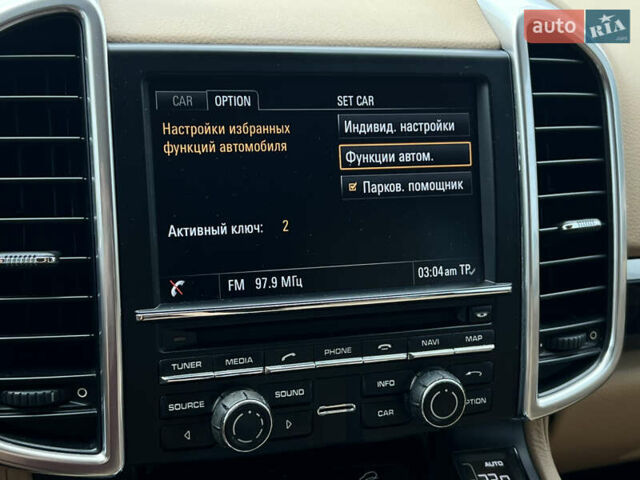 auto RIA .com
CAR OPTION SET CAR
Настройки избранных
функций автомобиля
Индивид. настройки
Функции автом.
Парков. помощник
Активный ключ: 2
FM 97.9 МГц 03:04 am TP
TUNER MEDIA PHONE NAVI MAP
SOURCE SOUND INFO
CAR OPTION
AUTO